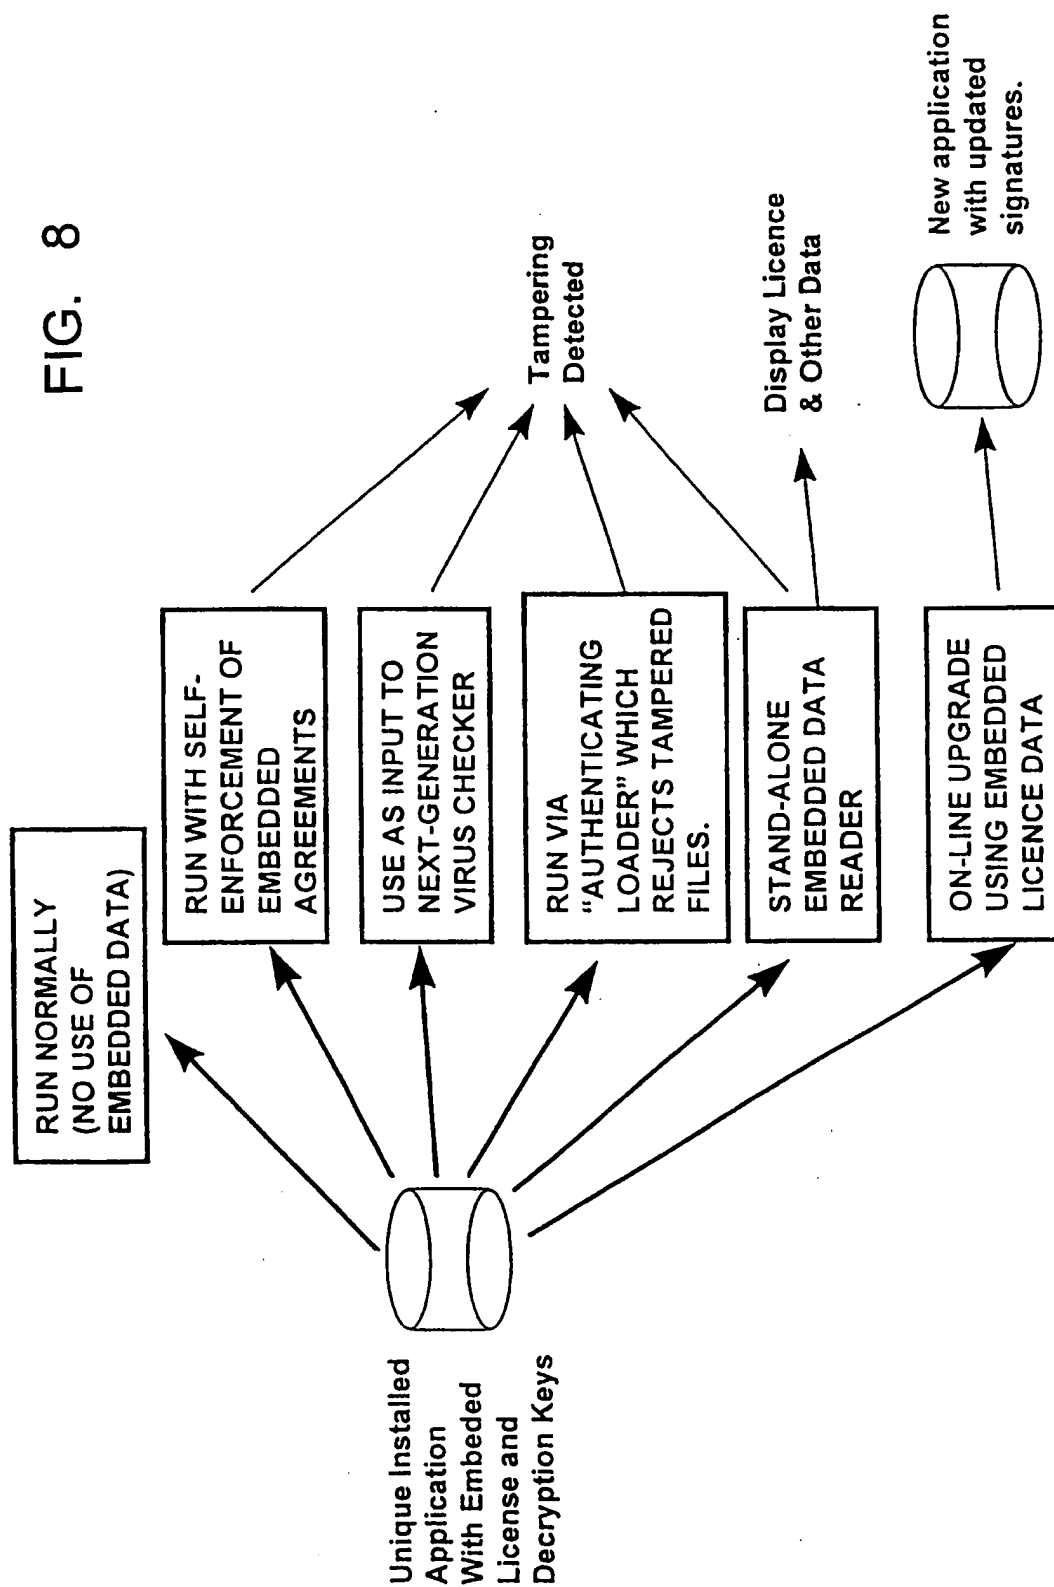 FIG. 8
RUN NORMALLY
(NO USE OF
EMBEDDED DATA)
Unique Installed
Application
With Embeded
License and
Decryption Keys
RUN WITH SELF-
ENFORCEMENT OF
EMBEDDED
AGREEMENTS
USE AS INPUT TO
NEXT-GENERATION
VIRUS CHECKER
RUN VIA
"AUTHENTICATING
LOADER" WHICH
REJECTS TAMPERED
FILES.
STAND-ALONE
EMBEDDED DATA
READER
ON-LINE UPGRADE
USING EMBEDDED
LICENCE DATA
Tampering
Detected
Display Licence
& Other Data
New application
with updated
signatures.